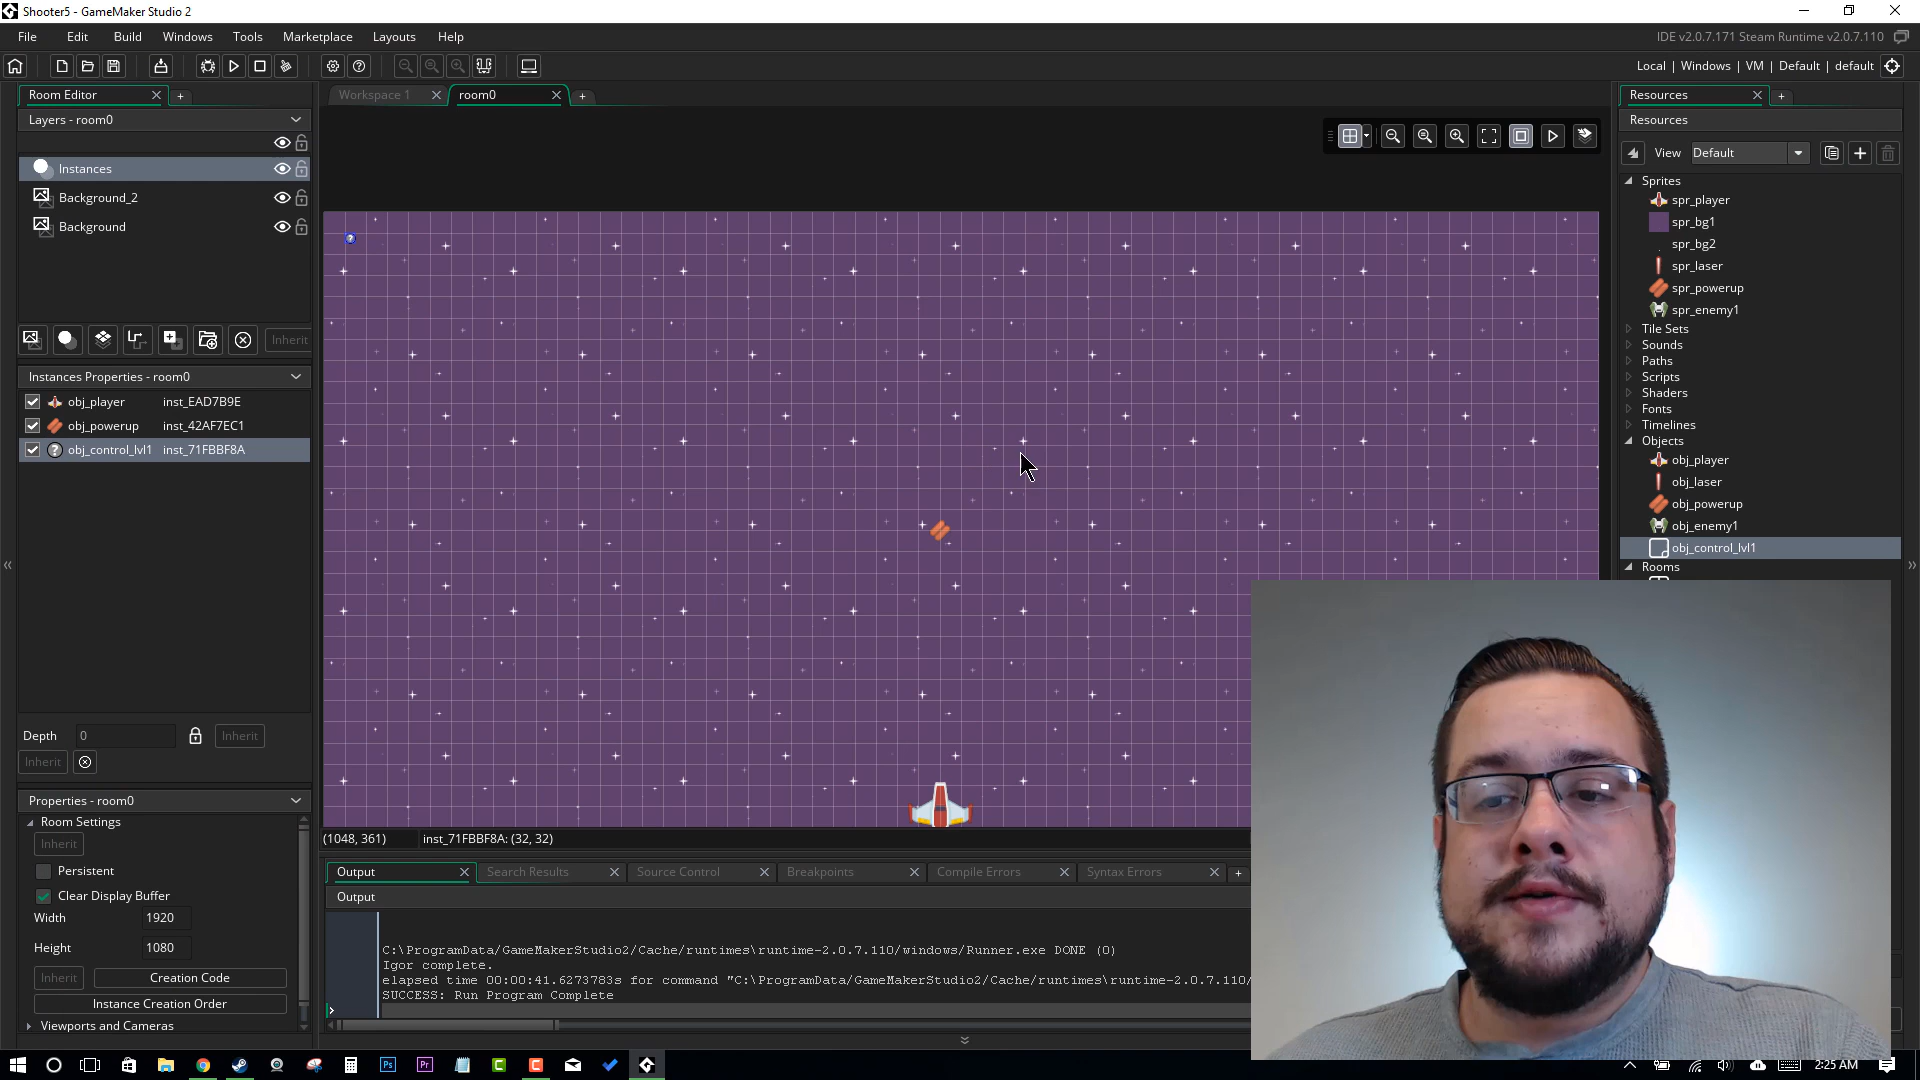 Shooter5 - GameMaker Studio 2
File Edit Build Windows Tools Marketplace Layouts Help
IDE v2.0.7.171 Steam Runtime v2.0.7.110
Local | Windows | VM | Default | default
Room Editor
Layers - room0
Instances
Background_2
Background
Inherit
Instances Properties - room0
obj_player inst_EAD7B9E
obj_powerup inst_42AF7EC1
obj_control_lvl1 inst_71FBBF8A
Depth 0 Inherit
Inherit
Properties - room0
Room Settings
Inherit
Persistent
Clear Display Buffer
Width 1920
Height 1080
Inherit Creation Code
Instance Creation Order
Viewports and Cameras
Workspace 1 room0
(1048, 361) inst_71FBBF8A: (32, 32)
Output Search Results Source Control Breakpoints Compile Errors Syntax Errors
Output
C:\ProgramData/GameMakerStudio2/Cache/runtimes\runtime-2.0.7.110/windows/Runner.exe DONE (0)
Igor complete.
elapsed time 00:00:41.6273783s for command "C:\ProgramData/GameMakerStudio2/Cache/runtimes\runtime-2.0.7.110/
SUCCESS: Run Program Complete
Resources
Resources
View Default
Sprites
spr_player
spr_bg1
spr_bg2
spr_laser
spr_powerup
spr_enemy1
Tile Sets
Sounds
Paths
Scripts
Shaders
Fonts
Timelines
Objects
obj_player
obj_laser
obj_powerup
obj_enemy1
obj_control_lvl1
Rooms
2:25 AM